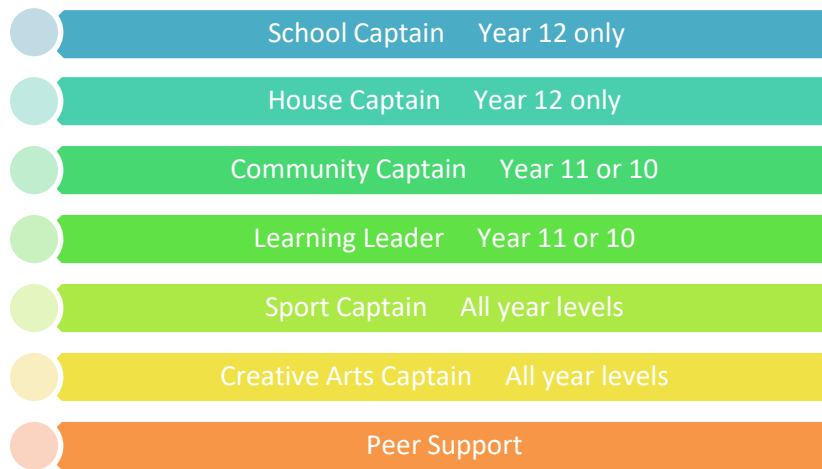 School Captain Year 12 only
House Captain Year 12 only
Community Captain Year 11 or 10
Learning Leader Year 11 or 10
Sport Captain All year levels
Creative Arts Captain All year levels
Peer Support